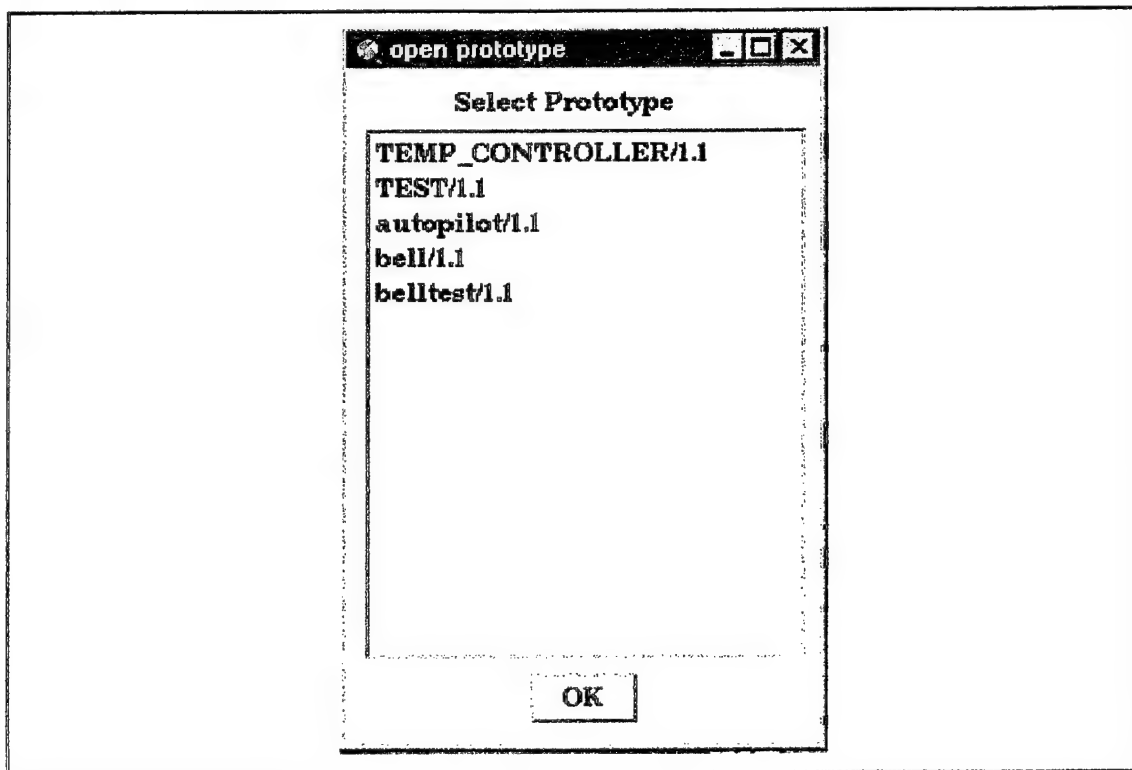 open prototype
Select Prototype
TEMP_CONTROLLER/1.1
TEST/1.1
autopilot/1.1
bell/1.1
belltest/1.1
OK